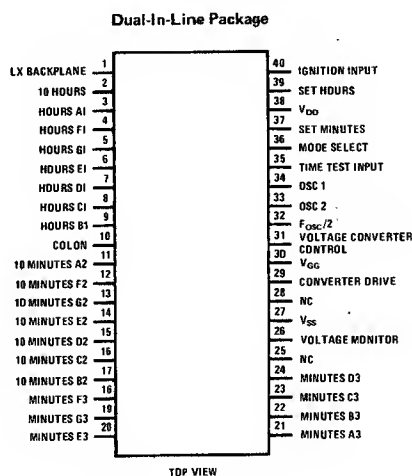 Dual-In-Line Package
LX BACKPLANE 1
10 HOURS 2
HOURS A1 3
HOURS F1 4
HOURS G1 5
HOURS E1 6
HOURS D1 7
HOURS C1 8
HOURS B1 9
COLON 10
10 MINUTES A2 11
10 MINUTES F2 12
10 MINUTES G2 13
10 MINUTES E2 14
10 MINUTES D2 15
10 MINUTES C2 16
10 MINUTES B2 17
MINUTES F3 18
MINUTES G3 19
MINUTES E3 20
40 IGNITION INPUT
39 SET HOURS
38 VDD
37 SET MINUTES
36 MODE SELECT
35 TIME TEST INPUT
34 OSC 1
33 OSC 2
32 FOSC/2
31 VOLTAGE CONVERTER
CONTROL
30 VGG
29 CONVERTER DRIVE
28 NC
27 VSS
26 VOLTAGE MONITOR
25 NC
24 MINUTES D3
23 MINUTES C3
22 MINUTES B3
21 MINUTES A3
TOP VIEW